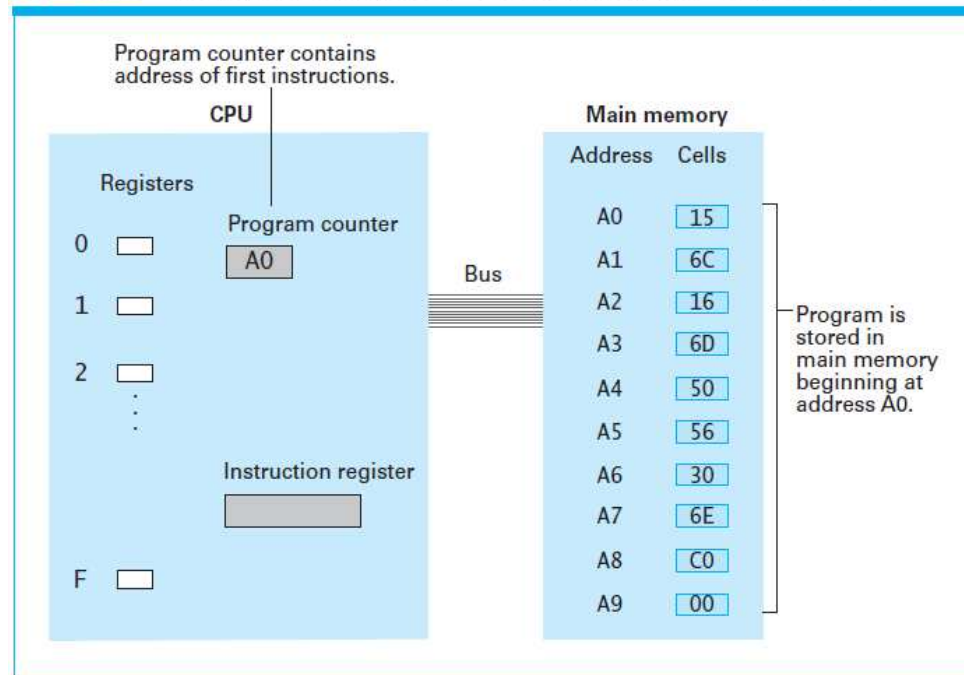 Program counter contains
address of first instructions.
CPU
Registers
Program counter
0
A0
1
2
Instruction register
F
Bus
Main memory
Address Cells
A0 15
A1 6C
A2 16
A3 6D
A4 50
A5 56
A6 30
A7 6E
A8 C0
A9 00
Program is
stored in
main memory
beginning at
address A0.